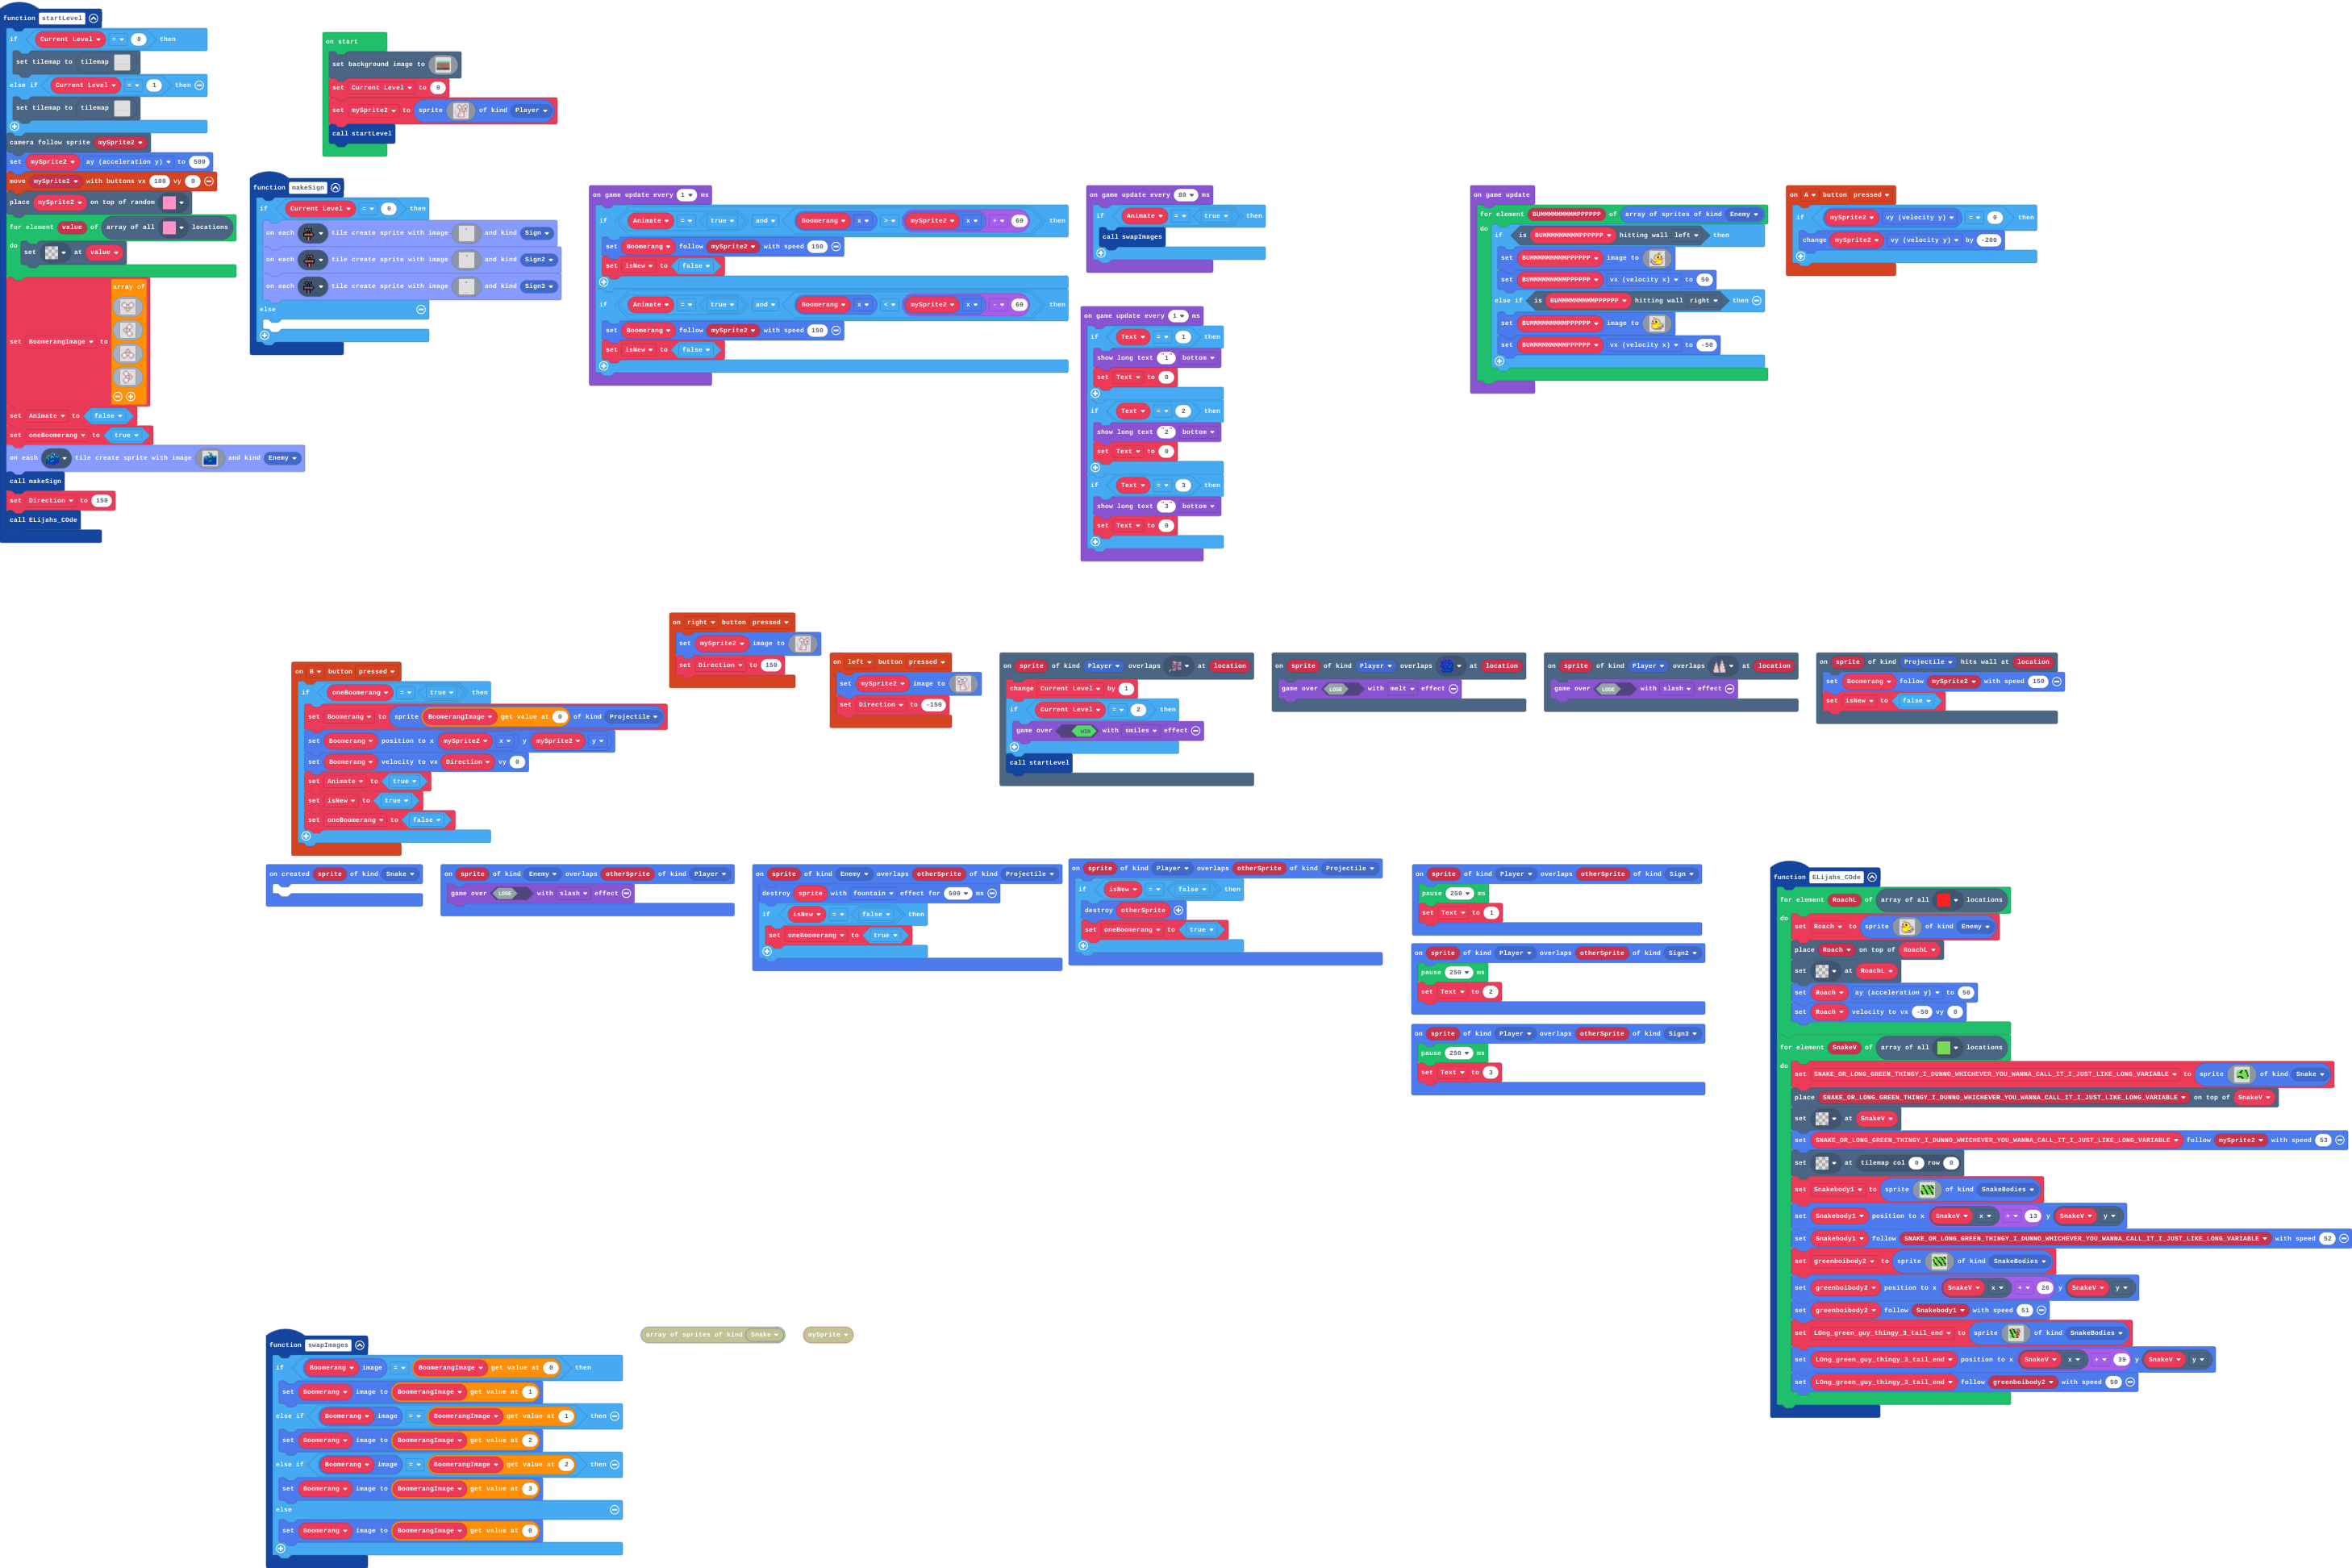 function startLevel
if Current Level = 0 then
set tilemap to tilemap
else if Current Level = 1 then
set tilemap to tilemap
camera follow sprite mySprite2
set mySprite2 ay (acceleration y) to 500
move mySprite2 with buttons vx 100 vy 0
place mySprite2 on top of random
for element value of array of all locations
do
set at value
set BoomerangImage to array of
set Animate to false
set oneBoomerang to true
on each tile create sprite with image and kind Enemy
call makeSign
set Direction to 150
call ELijahs_COde
on start
set background image to
set Current Level to 0
set mySprite2 to sprite of kind Player
call startLevel
function makeSign
if Current Level = 0 then
on each tile create sprite with image and kind Sign
on each tile create sprite with image and kind Sign2
on each tile create sprite with image and kind Sign3
else
on game update every 1 ms
if Animate = true and Boomerang x > mySprite2 x + 69 then
set Boomerang follow mySprite2 with speed 150
set isNew to false
if Animate = true and Boomerang x < mySprite2 x - 69 then
set Boomerang follow mySprite2 with speed 150
set isNew to false
on game update every 80 ms
if Animate = true then
call swapImages
on game update every 1 ms
if Text = 1 then
show long text "1" bottom
set Text to 0
if Text = 2 then
show long text "2" bottom
set Text to 0
if Text = 3 then
show long text "3" bottom
set Text to 0
on game update
for element BUMMMMMMMMPPPPPP of array of sprites of kind Enemy
do
if is BUMMMMMMMMPPPPPP hitting wall left then
set BUMMMMMMMMPPPPPP image to
set BUMMMMMMMMPPPPPP vx (velocity x) to 50
else if is BUMMMMMMMMPPPPPP hitting wall right then
set BUMMMMMMMMPPPPPP image to
set BUMMMMMMMMPPPPPP vx (velocity x) to -50
on A button pressed
if mySprite2 vy (velocity y) = 0 then
change mySprite2 vy (velocity y) by -200
on B button pressed
if oneBoomerang = true then
set Boomerang to sprite BoomerangImage get value at 0 of kind Projectile
set Boomerang position to x mySprite2 x y mySprite2 y
set Boomerang velocity to vx Direction vy 0
set Animate to true
set isNew to true
set oneBoomerang to false
on right button pressed
set mySprite2 image to
set Direction to 150
on left button pressed
set mySprite2 image to
set Direction to -150
on sprite of kind Player overlaps at location
change Current Level by 1
if Current Level = 2 then
game over WIN with smiles effect
call startLevel
on sprite of kind Player overlaps at location
game over LOSE with melt effect
on sprite of kind Player overlaps at location
game over LOSE with slash effect
on sprite of kind Projectile hits wall at location
set Boomerang follow mySprite2 with speed 150
set isNew to false
on created sprite of kind Snake
on sprite of kind Enemy overlaps otherSprite of kind Player
game over LOSE with slash effect
on sprite of kind Enemy overlaps otherSprite of kind Projectile
destroy sprite with fountain effect for 500 ms
if isNew = false then
set oneBoomerang to true
on sprite of kind Player overlaps otherSprite of kind Projectile
if isNew = false then
destroy otherSprite
set oneBoomerang to true
on sprite of kind Player overlaps otherSprite of kind Sign
pause 250 ms
set Text to 1
on sprite of kind Player overlaps otherSprite of kind Sign2
pause 250 ms
set Text to 2
on sprite of kind Player overlaps otherSprite of kind Sign3
pause 250 ms
set Text to 3
function ELijahs_COde
for element RoachL of array of all locations
do
set Roach to sprite of kind Enemy
place Roach on top of RoachL
set at RoachL
set Roach ay (acceleration y) to 50
set Roach velocity to vx -50 vy 0
for element SnakeV of array of all locations
do
set SNAKE_OR_LONG_GREEN_THINGY_I_DUNNO_WHICHEVER_YOU_WANNA_CALL_IT_I_JUST_LIKE_LONG_VARIABLE to sprite of kind Snake
place SNAKE_OR_LONG_GREEN_THINGY_I_DUNNO_WHICHEVER_YOU_WANNA_CALL_IT_I_JUST_LIKE_LONG_VARIABLE on top of SnakeV
set at SnakeV
set SNAKE_OR_LONG_GREEN_THINGY_I_DUNNO_WHICHEVER_YOU_WANNA_CALL_IT_I_JUST_LIKE_LONG_VARIABLE follow mySprite2 with speed 53
set at tilemap col 0 row 0
set Snakebody1 to sprite of kind SnakeBodies
set Snakebody1 position to x SnakeV x + 13 y SnakeV y
set Snakebody1 follow SNAKE_OR_LONG_GREEN_THINGY_I_DUNNO_WHICHEVER_YOU_WANNA_CALL_IT_I_JUST_LIKE_LONG_VARIABLE with speed 52
set greenboibody2 to sprite of kind SnakeBodies
set greenboibody2 position to x SnakeV x + 26 y SnakeV y
set greenboibody2 follow Snakebody1 with speed 51
set LOng_green_guy_thingy_3_tail_end to sprite of kind SnakeBodies
set LOng_green_guy_thingy_3_tail_end position to x SnakeV x + 39 y SnakeV y
set LOng_green_guy_thingy_3_tail_end follow greenboibody2 with speed 50
array of sprites of kind Snake
mySprite
function swapImages
if Boomerang image = BoomerangImage get value at 0 then
set Boomerang image to BoomerangImage get value at 1
else if Boomerang image = BoomerangImage get value at 1 then
set Boomerang image to BoomerangImage get value at 2
else if Boomerang image = BoomerangImage get value at 2 then
set Boomerang image to BoomerangImage get value at 3
else
set Boomerang image to BoomerangImage get value at 0